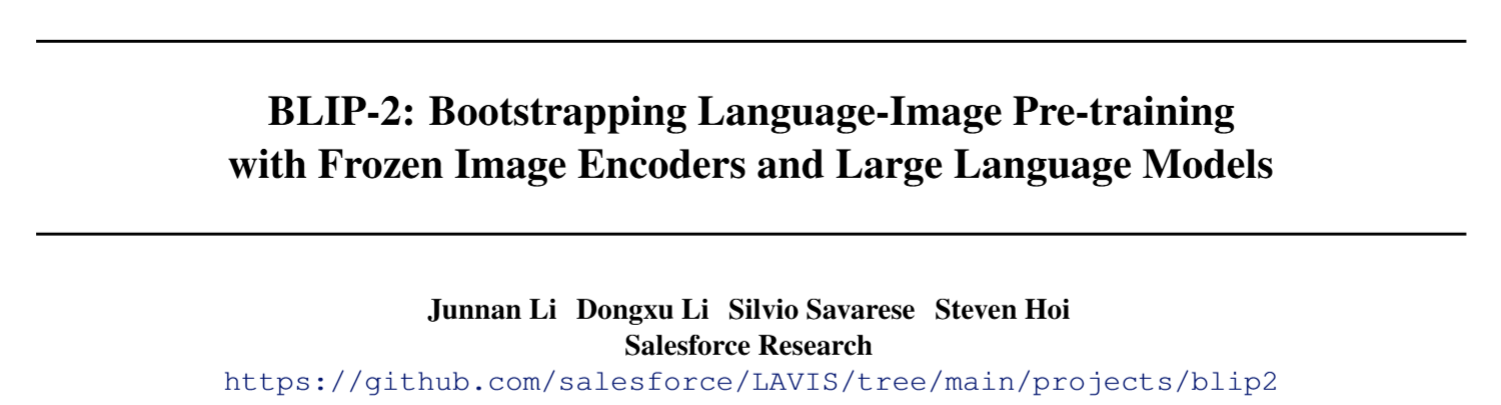 BLIP-2: Bootstrapping Language-Image Pre-training
with Frozen Image Encoders and Large Language Models
Junnan Li Dongxu Li Silvio Savarese Steven Hoi
Salesforce Research
https://github.com/salesforce/LAVIS/tree/main/projects/blip2